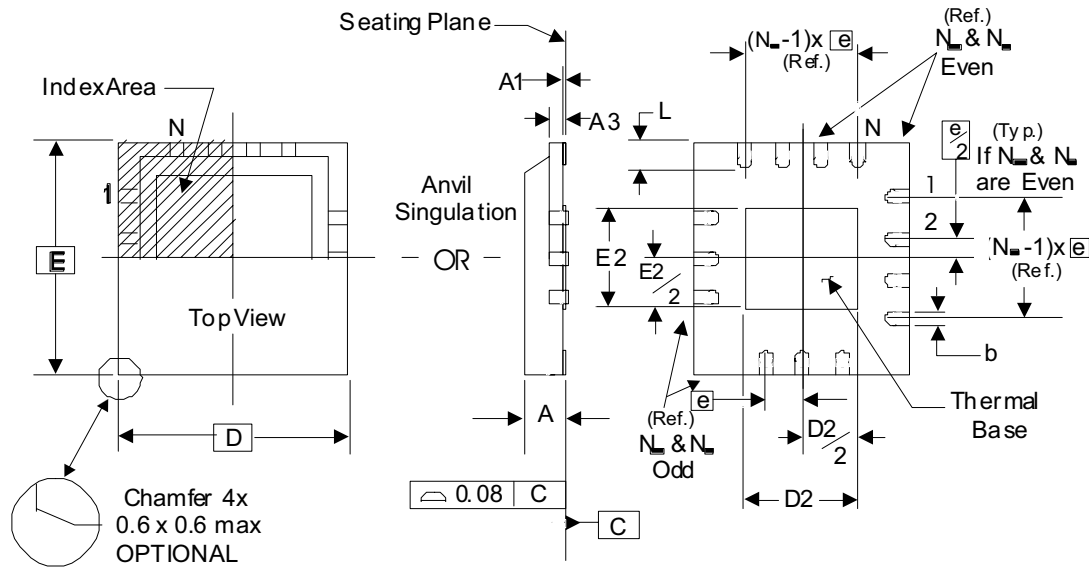 Seating Plane
Index Area
N
1
E
Top View
D
Chamfer 4x
0.6 x 0.6 max
OPTIONAL
A1
A3
L
Anvil
Singulation
OR
A
0.08 C
C
(N -1)x e
(Ref.)
(Ref.)
N & N
Even
N
e/2
(Typ.)
If N & N
are Even
1
2
(N -1)x e
(Ref.)
E2
E2/2
b
Thermal
Base
e
(Ref.)
N & N
Odd
D2/2
D2